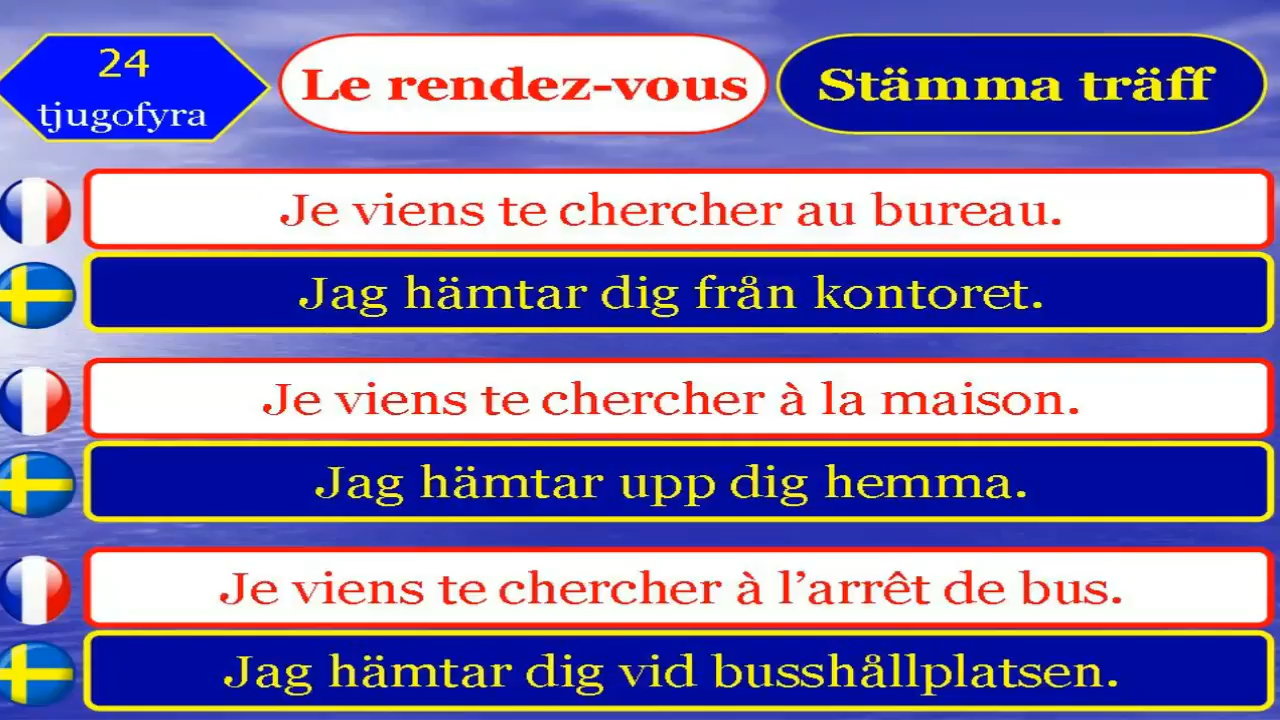 24
tjugofyra
Le rendez-vous
Stämma träff
Je viens te chercher au bureau.
Jag hämtar dig från kontoret.
Je viens te chercher à la maison.
Jag hämtar upp dig hemma.
Je viens te chercher à l'arrêt de bus.
Jag hämtar dig vid busshållplatsen.